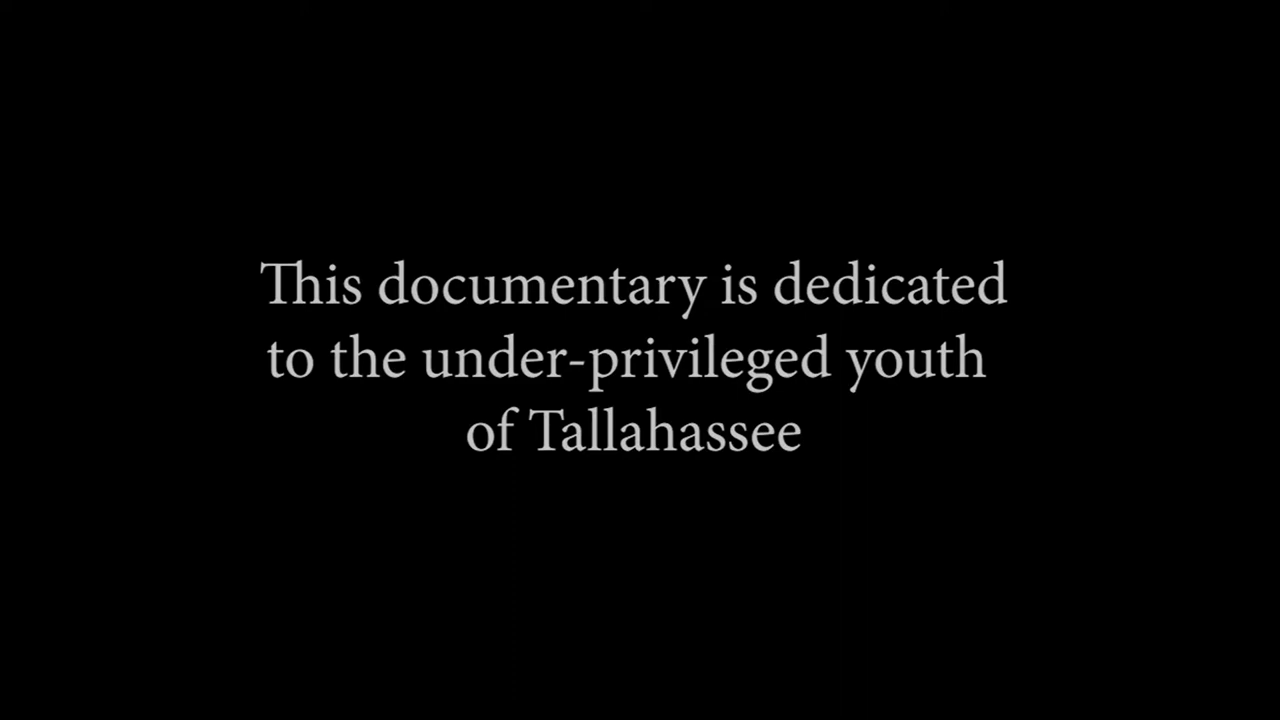 This documentary is dedicated
to the under-privileged youth
of Tallahassee